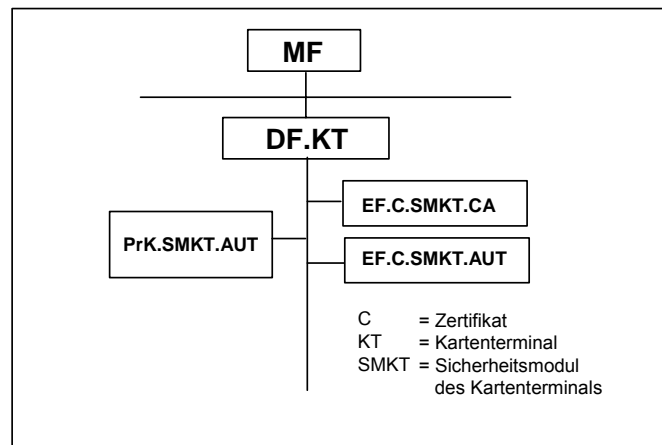 MF
DF.KT
EF.C.SMKT.CA
PrK.SMKT.AUT
EF.C.SMKT.AUT
C = Zertifikat
KT = Kartenterminal
SMKT = Sicherheitsmodul
des Kartenterminals